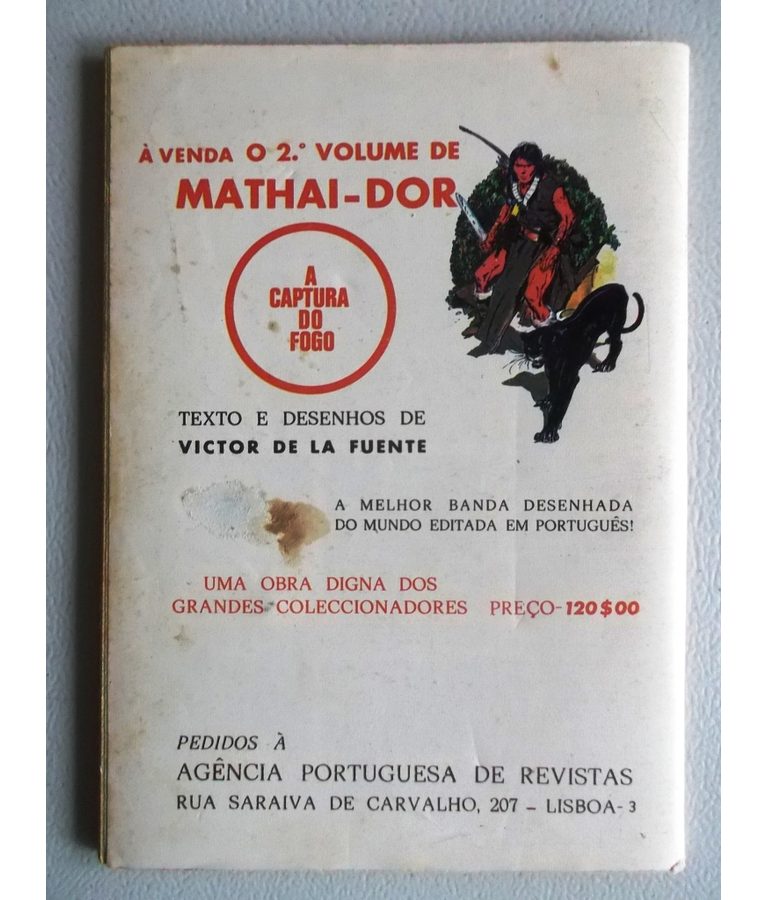 À VENDA O 2.º VOLUME DE
MATHAI-DOR
A
CAPTURA
DO
FOGO
TEXTO E DESENHOS DE
VICTOR DE LA FUENTE
A MELHOR BANDA DESENHADA
DO MUNDO EDITADA EM PORTUGUÊS!
UMA OBRA DIGNA DOS
GRANDES COLECCIONADORES PREÇO-120$00
PEDIDOS À
AGÊNCIA PORTUGUESA DE REVISTAS
RUA SARAIVA DE CARVALHO, 207 – LISBOA-3